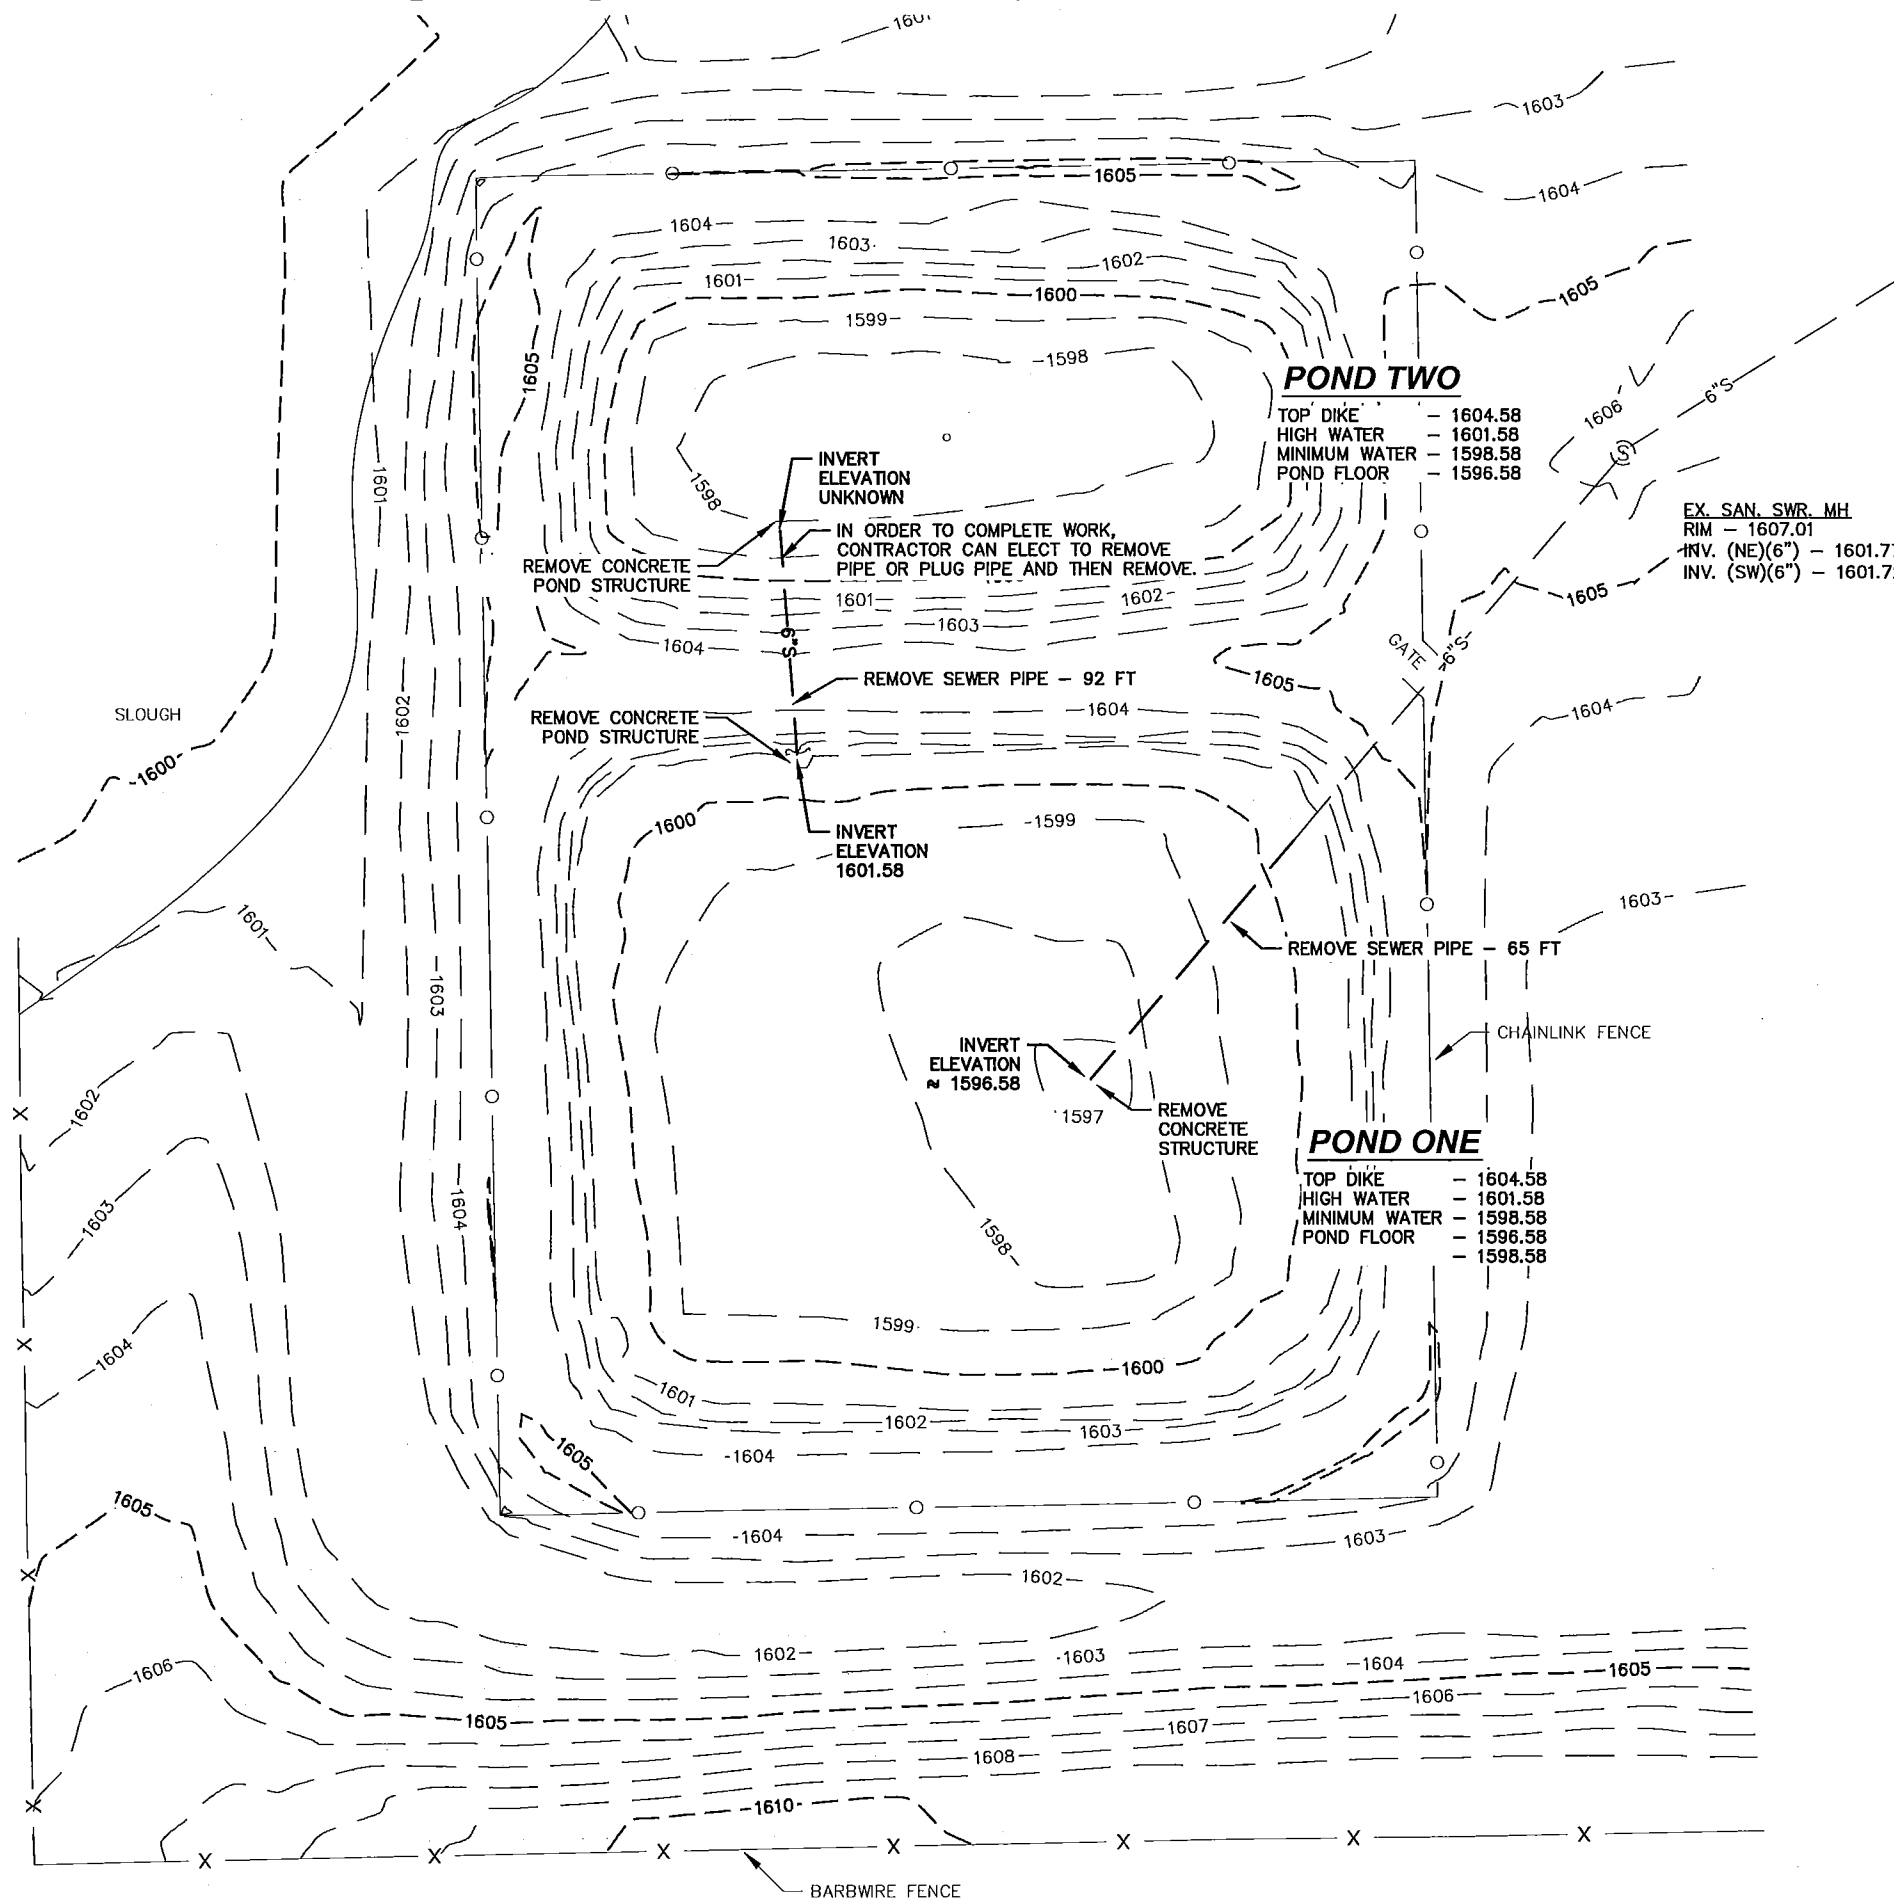 1603
1604
1605
1604
1603
1602
1601
1600
1605
1599
1598
1605
POND TWO
TOP DIKE – 1604.58
HIGH WATER – 1601.58
MINIMUM WATER – 1598.58
POND FLOOR – 1596.58
1606
6"S
S
1601
1598
INVERT
ELEVATION
UNKNOWN
EX. SAN. SWR. MH
RIM – 1607.01
INV. (NE)(6")
INV. (SW)(6")
IN ORDER TO COMPLETE WORK,
CONTRACTOR CAN ELECT TO REMOVE
PIPE OR PLUG PIPE AND THEN REMOVE.
REMOVE CONCRETE
POND STRUCTURE
1601
1602
1605
1603
1604
6"S
GATE
6"S
REMOVE SEWER PIPE – 92 FT
1605
1602
SLOUGH
REMOVE CONCRETE
POND STRUCTURE
1604
1604
1600
1600
1599
INVERT
ELEVATION
1601.58
1601
1603
REMOVE SEWER PIPE – 65 FT
1603
CHAINLINK FENCE
INVERT
ELEVATION
≈ 1596.58
1597
REMOVE
CONCRETE
STRUCTURE
1602
POND ONE
TOP DIKE – 1604.58
HIGH WATER – 1601.58
MINIMUM WATER – 1598.58
POND FLOOR – 1596.58
– 1598.58
1603
1604
1598
1599
1604
1600
1601
1602
1603
1604
1605
1605
1604
1603
1602
1602
1603
1604
1605
1606
1606
1605
1607
1608
1610
X X X X X X X
BARBWIRE FENCE